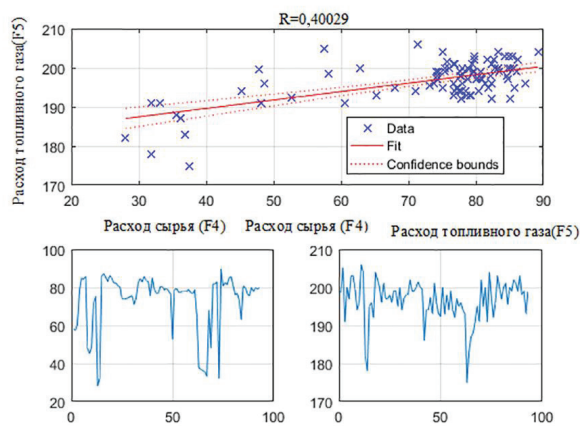 R=0,40029
Расход топливного газа(F5)
210
200
190
180
170
Data
Fit
Confidence bounds
20 30 40 50 60 70 80 90
Расход сырья (F4) Расход сырья (F4) Расход топливного газа(F5)
100
80
60
40
20
0 50 100
210
200
190
180
170
0 50 100